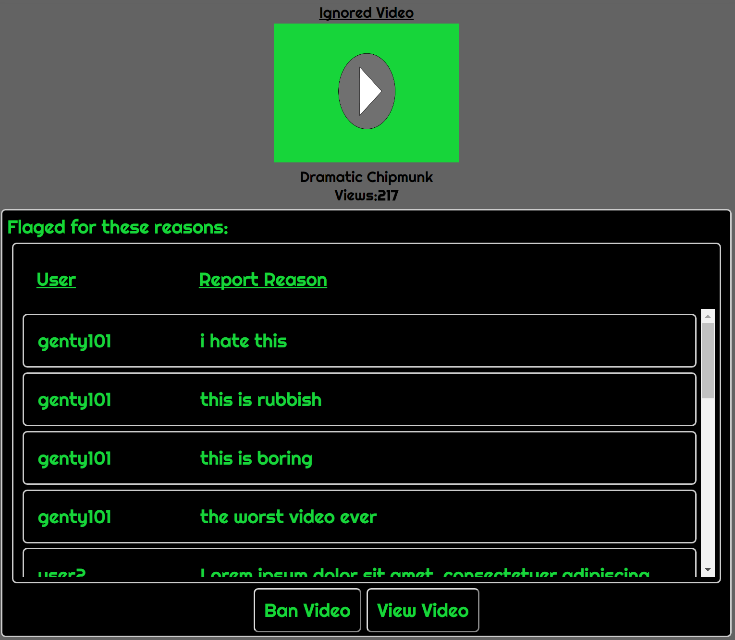 Ignored Video
Dramatic Chipmunk
Views:217
Flaged for these reasons:
User Report Reason
genty101 i hate this
genty101 this is rubbish
genty101 this is boring
genty101 the worst video ever
user2 Lorem ipsum dolor sit amet, consectetuer adipiscing
Ban Video View Video